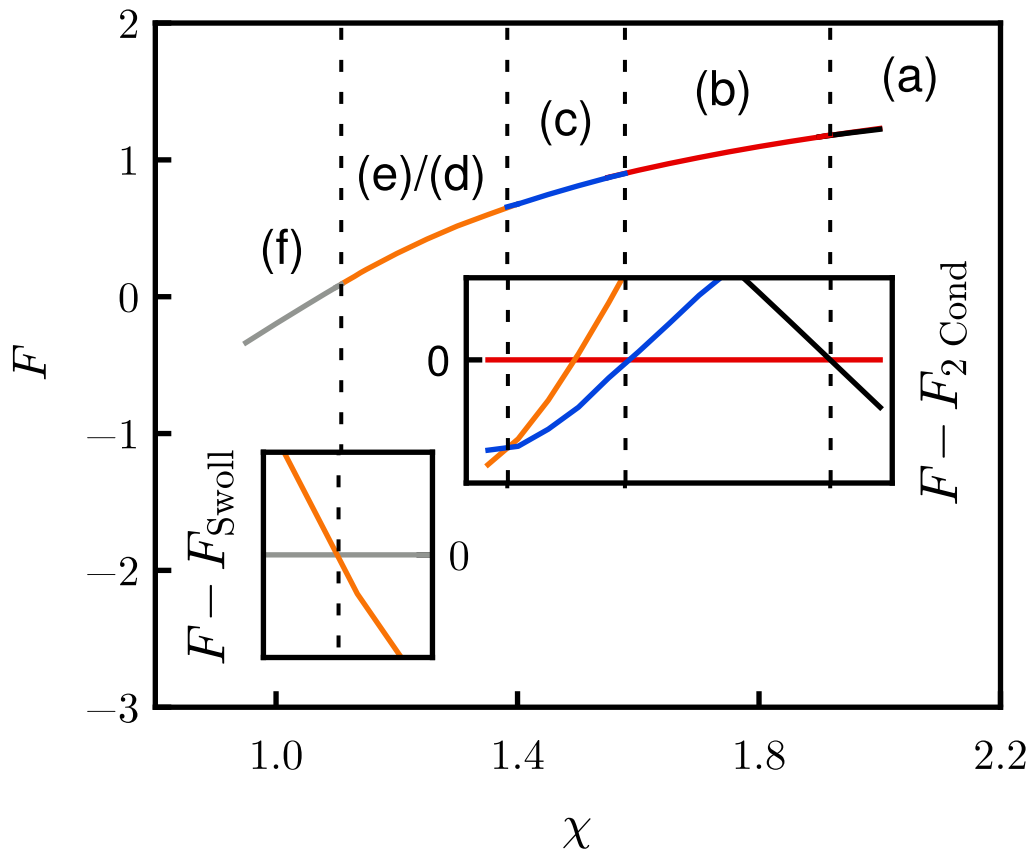 2
(a)
(b)
(c)
1
(e)/(d)
(f)
0
F
0
F − F2 Cond
−1
F − FSwoll
0
−2
−3
1.0 1.4 1.8 2.2
χ